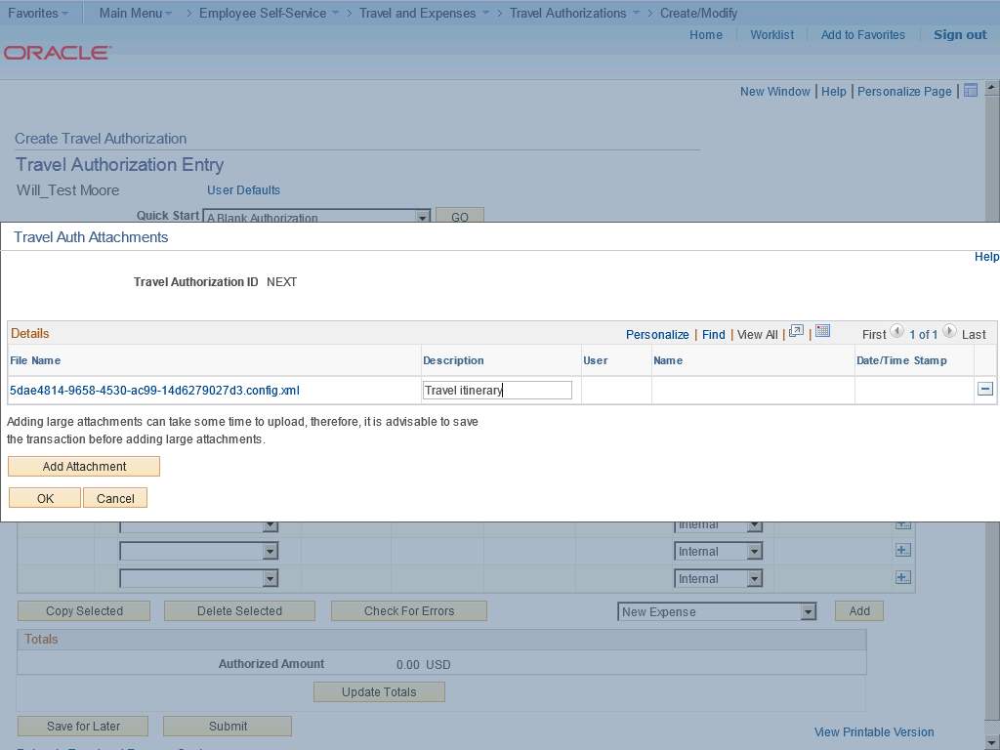 Favorites Main Menu > Employee Self-Service > Travel and Expenses > Travel Authorizations > Create/Modify
Home Worklist Add to Favorites Sign out
ORACLE
New Window | Help | Personalize Page |
Create Travel Authorization
Travel Authorization Entry
Will_Test Moore User Defaults
Quick Start A Blank Authorization GO
Travel Auth Attachments
Help
Travel Authorization ID NEXT
Details Personalize | Find | View All | | First 1 of 1 Last
File Name Description User Name Date/Time Stamp
5dae4814-9658-4530-ac99-14d6279027d3.config.xml Travel itinerary
Adding large attachments can take some time to upload, therefore, it is advisable to save
the transaction before adding large attachments.
Add Attachment
OK Cancel
Internal
Internal
Internal
Copy Selected Delete Selected Check For Errors New Expense Add
Totals
Authorized Amount 0.00 USD
Update Totals
Save for Later Submit
View Printable Version